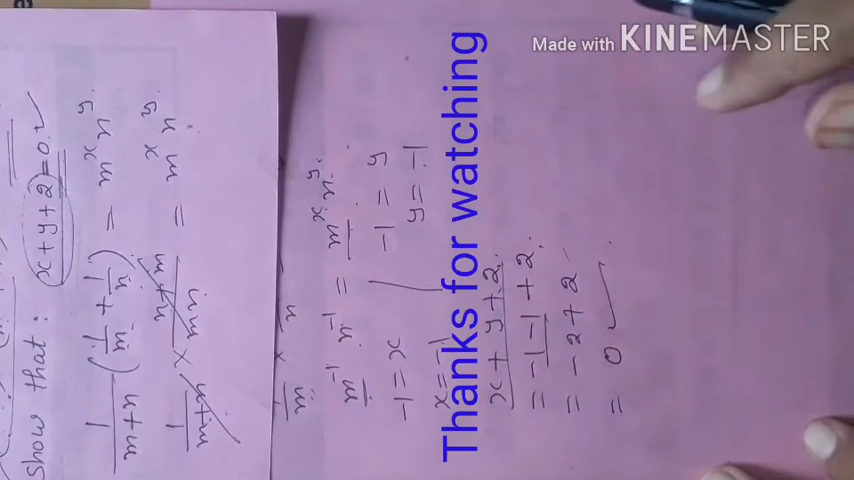 Made with KINEMASTER
Thanks for watching
show that : x+y+2=0
1/(m+n) (1/m + 1/n) = m^x n^y
1/(m+n) × (m+n)/(mn) = m^x n^y
m^-1 n^-1 = m^x n^y
-1 = x
x = -1
-1 = y
y = -1
x + y + 2
= -1 -1 + 2
= -2 + 2
= 0